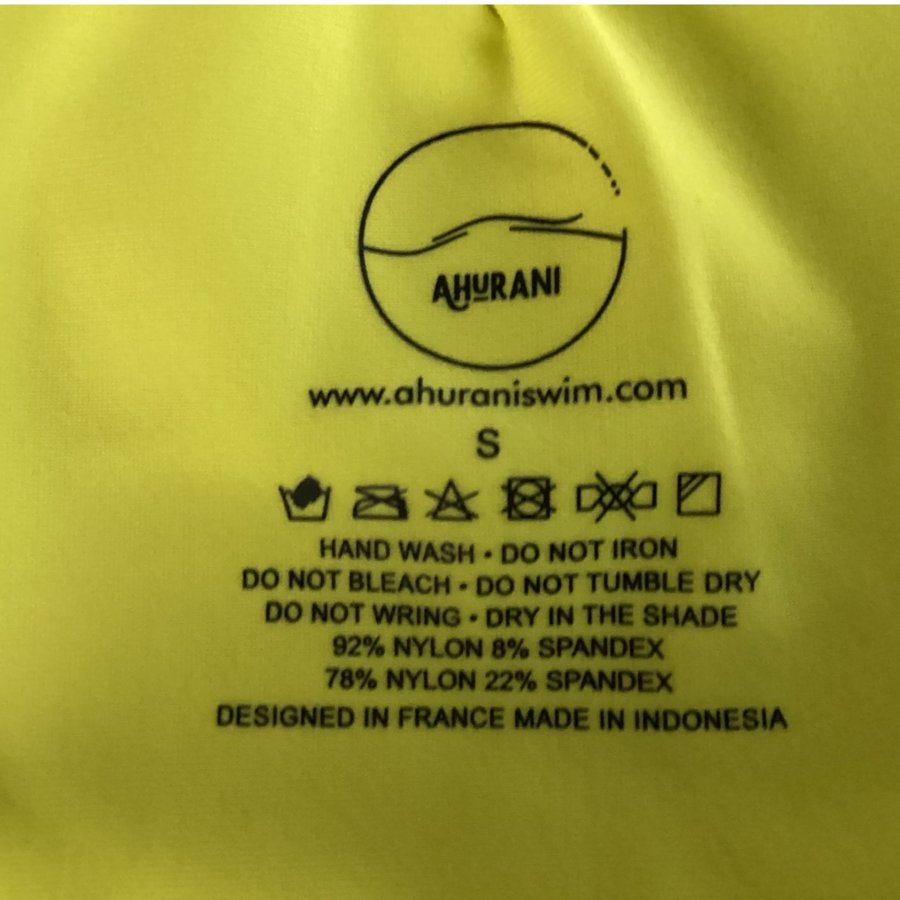 AHURANI
www.ahuraniswim.com
S
HAND WASH • DO NOT IRON
DO NOT BLEACH • DO NOT TUMBLE DRY
DO NOT WRING • DRY IN THE SHADE
92% NYLON 8% SPANDEX
78% NYLON 22% SPANDEX
DESIGNED IN FRANCE MADE IN INDONESIA